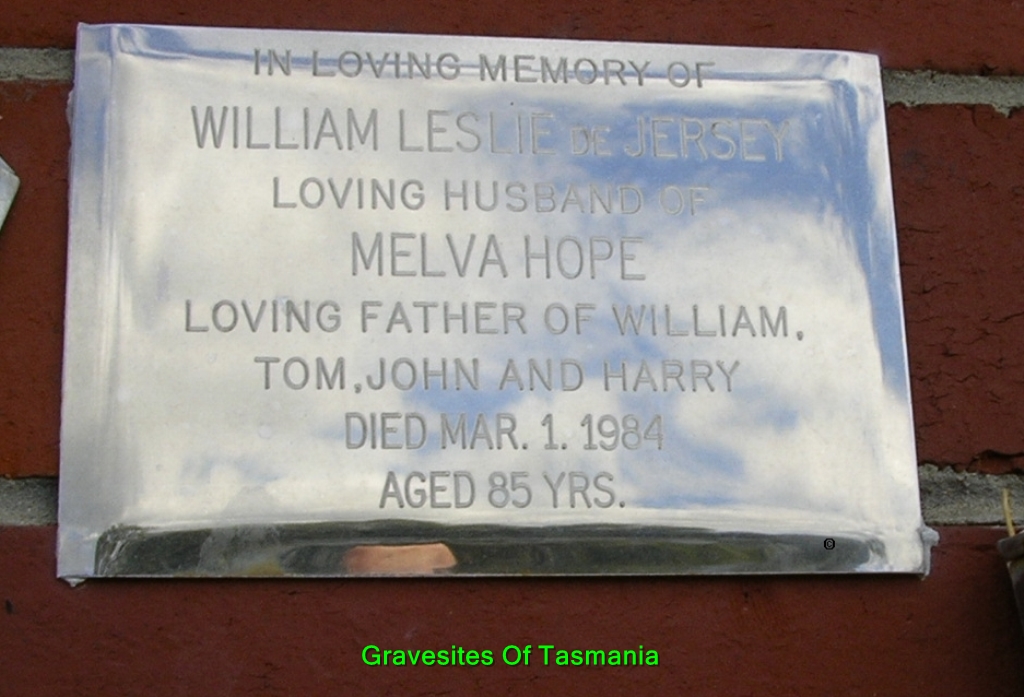 IN LOVING MEMORY OF
WILLIAM LESLIE DE JERSEY
LOVING HUSBAND OF
MELVA HOPE
LOVING FATHER OF WILLIAM,
TOM, JOHN AND HARRY
DIED MAR. 1. 1984
AGED 85 YRS.
©
Gravesites Of Tasmania